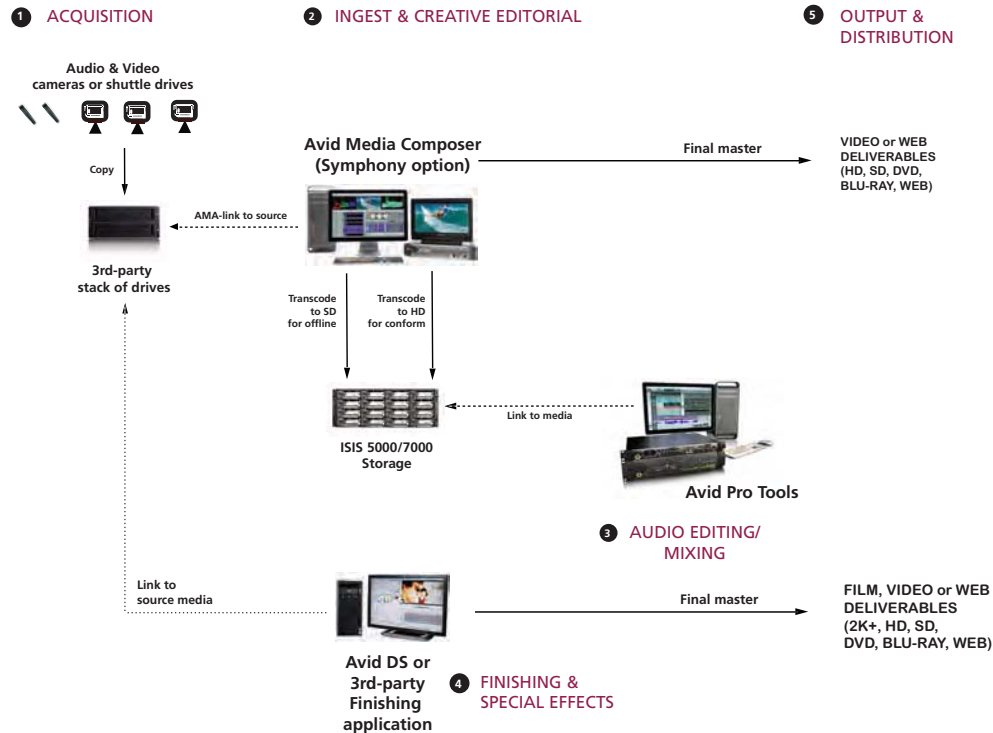 1 ACQUISITION
2 INGEST & CREATIVE EDITORIAL
5 OUTPUT &
DISTRIBUTION
Audio & Video
cameras or shuttle drives
Copy
3rd-party
stack of drives
AMA-link to source
Avid Media Composer
(Symphony option)
Final master
VIDEO or WEB
DELIVERABLES
(HD, SD, DVD,
BLU-RAY, WEB)
Transcode
to SD
for offline
Transcode
to HD
for conform
ISIS 5000/7000
Storage
Link to media
Avid Pro Tools
3 AUDIO EDITING/
MIXING
Link to
source media
Final master
FILM, VIDEO or WEB
DELIVERABLES
(2K+, HD, SD,
DVD, BLU-RAY, WEB)
Avid DS or
3rd-party
Finishing
application
4 FINISHING &
SPECIAL EFFECTS